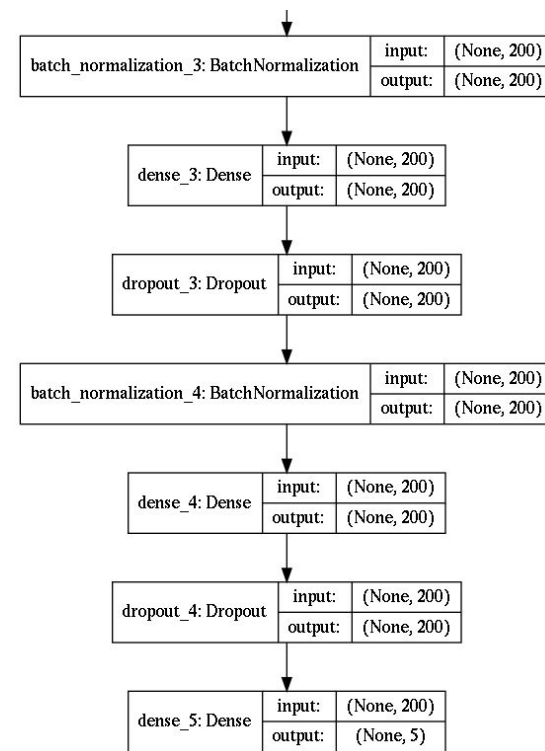 batch_normalization_3: BatchNormalization input: (None, 200)
output: (None, 200)
dense_3: Dense input: (None, 200)
output: (None, 200)
dropout_3: Dropout input: (None, 200)
output: (None, 200)
batch_normalization_4: BatchNormalization input: (None, 200)
output: (None, 200)
dense_4: Dense input: (None, 200)
output: (None, 200)
dropout_4: Dropout input: (None, 200)
output: (None, 200)
dense_5: Dense input: (None, 200)
output: (None, 5)